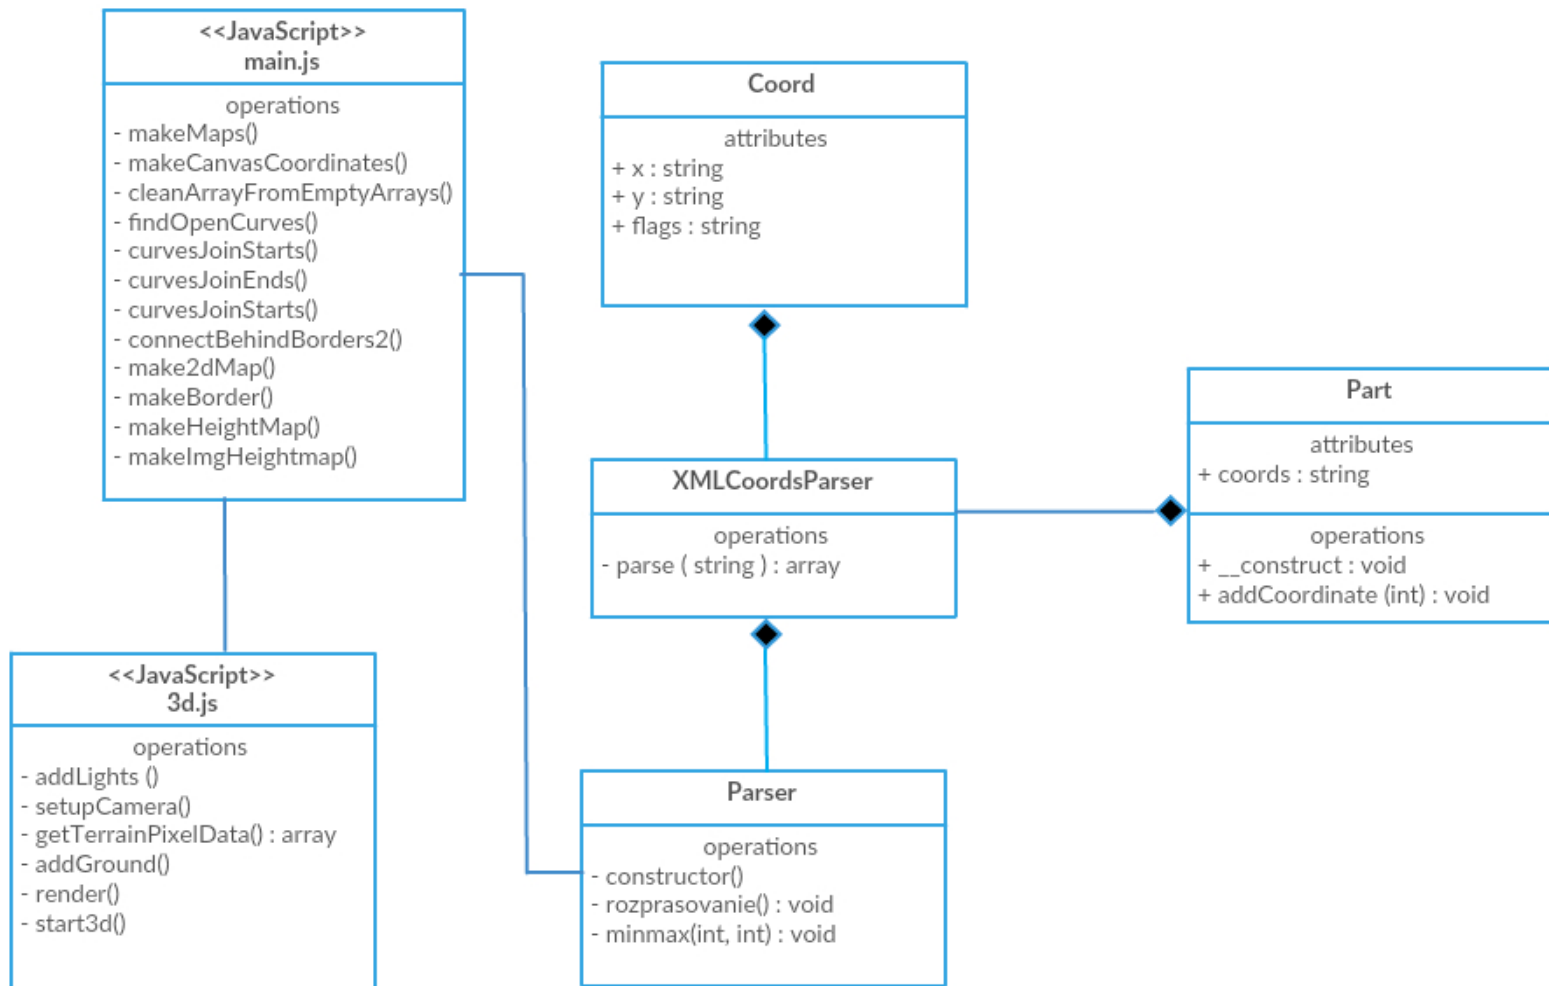 <<JavaScript>>
main.js
operations
- makeMaps()
- makeCanvasCoordinates()
- cleanArrayFromEmptyArrays()
- findOpenCurves()
- curvesJoinStarts()
- curvesJoinEnds()
- curvesJoinStarts()
- connectBehindBorders2()
- make2dMap()
- makeBorder()
- makeHeightMap()
- makeImgHeightmap()
Coord
attributes
+ x : string
+ y : string
+ flags : string
XMLCoordsParser
operations
- parse ( string ) : array
Part
attributes
+ coords : string
operations
+ __construct : void
+ addCoordinate (int) : void
<<JavaScript>>
3d.js
operations
- addLights ()
- setupCamera()
- getTerrainPixelData() : array
- addGround()
- render()
- start3d()
Parser
operations
- constructor()
- rozprasovanie() : void
- minmax(int, int) : void